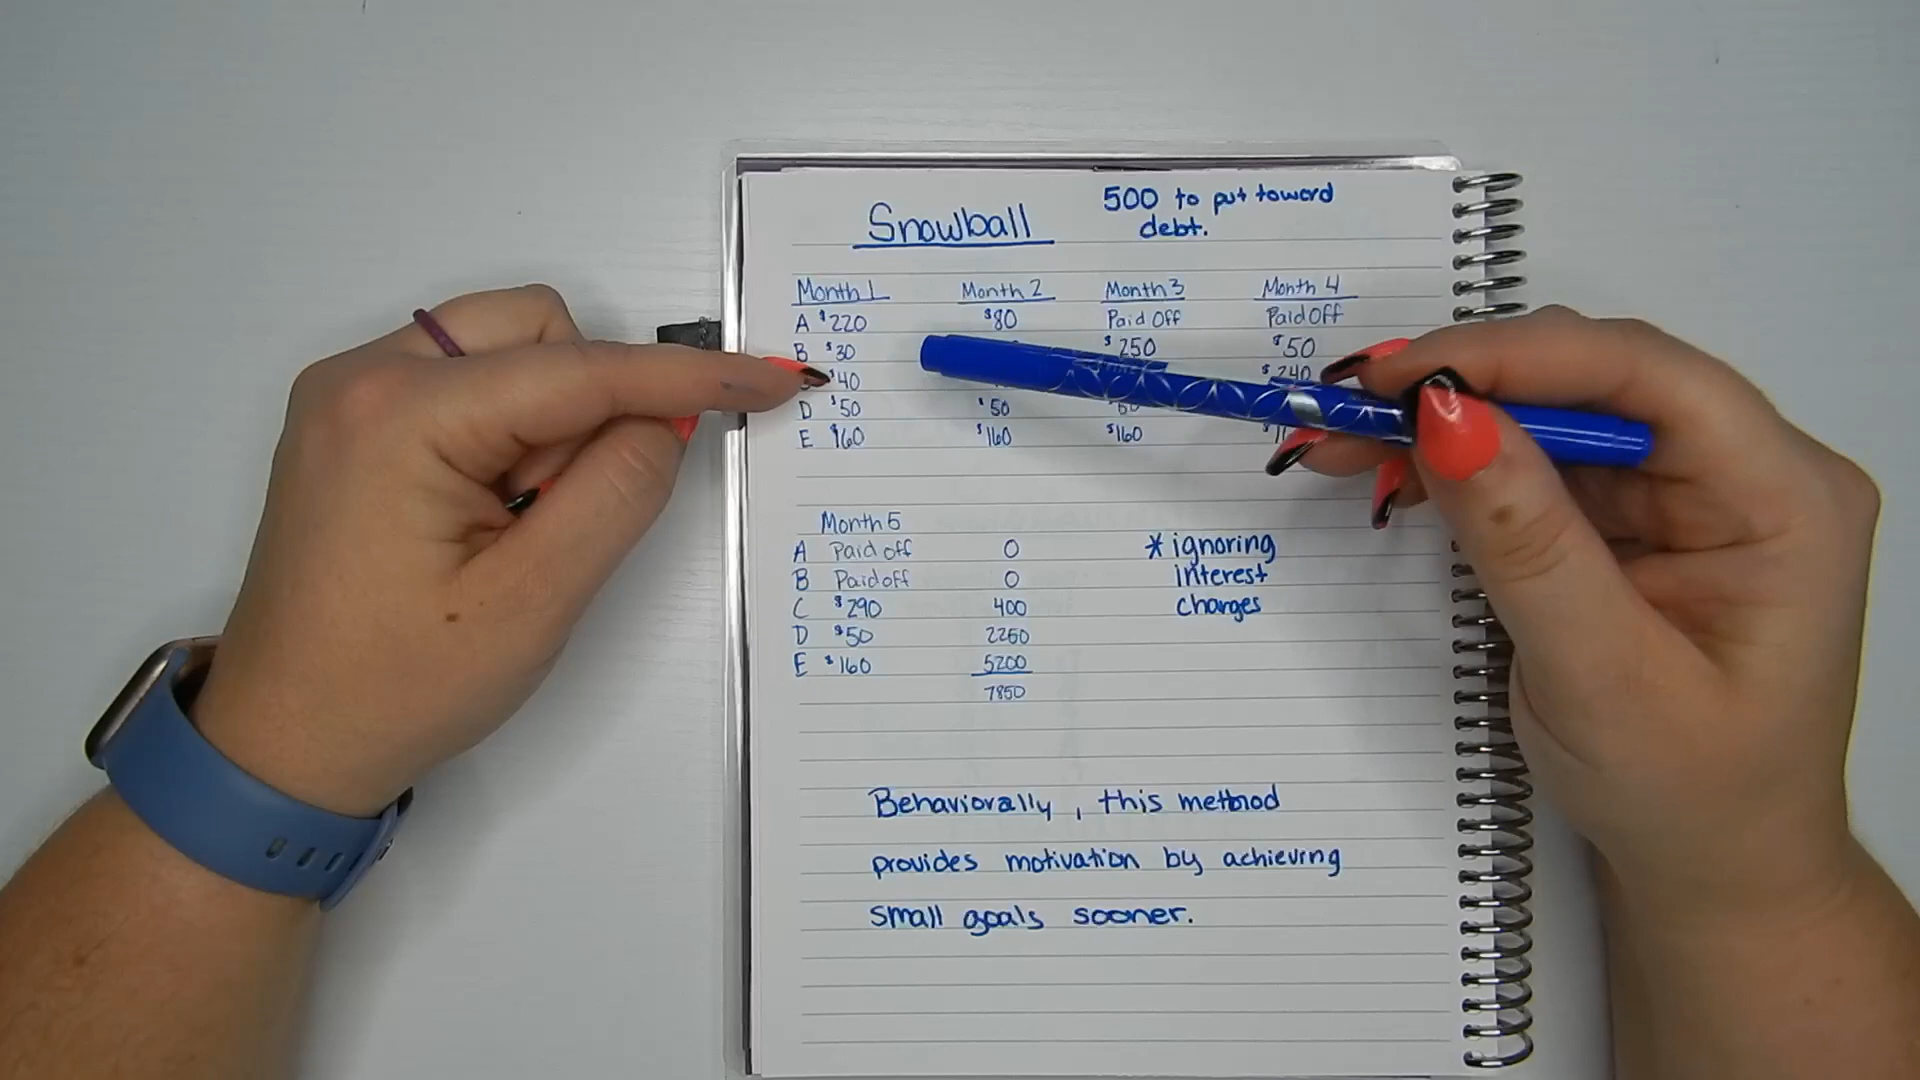 Snowball
500 to put toward
debt.
Month 1 Month 2 Month 3 Month 4
A $220 $80 Paid Off Paid Off
B $30 $250 $50
$40 $240
D $50 $50
E $160 $160 $160
Month 5
A Paid off 0
B Paid off 0
C $290 400
D $50 2250
E $160 5200
7850
* ignoring
interest
charges
Behaviorally, this method
provides motivation by achieving
small goals sooner.